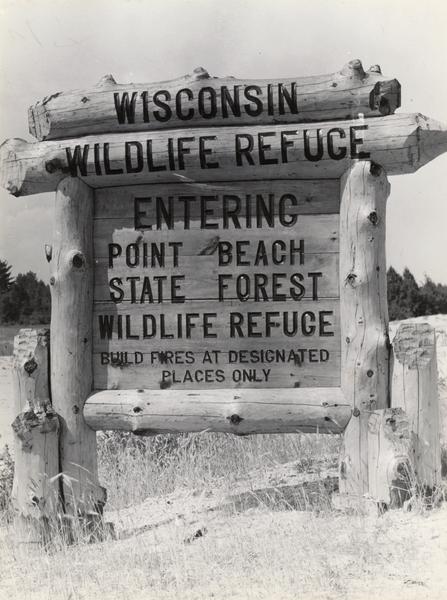 WISCONSIN
WILDLIFE REFUGE
ENTERING
POINT BEACH
STATE FOREST
WILDLIFE REFUGE
BUILD FIRES AT DESIGNATED
PLACES ONLY